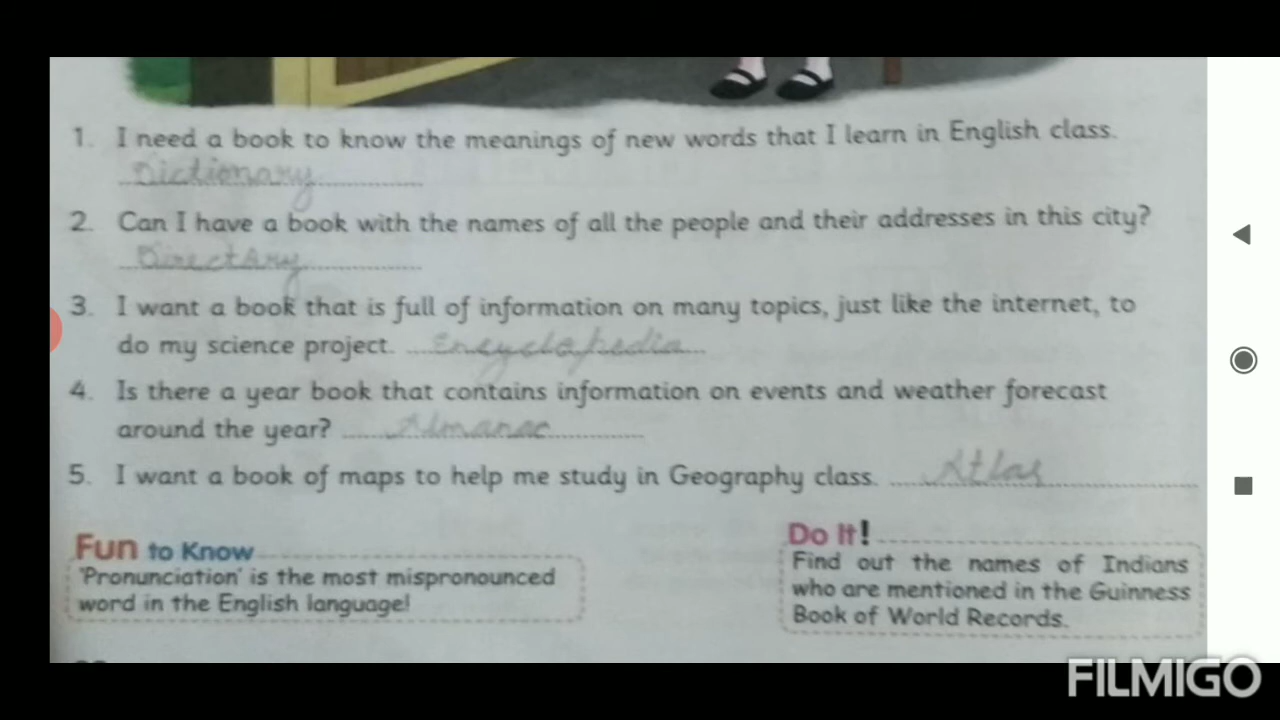 1. I need a book to know the meanings of new words that I learn in English class.
Dictionary
2. Can I have a book with the names of all the people and their addresses in this city?
Directary
3. I want a book that is full of information on many topics, just like the internet, to
do my science project. Encyclopedia
4. Is there a year book that contains information on events and weather forecast
around the year? Almanac
5. I want a book of maps to help me study in Geography class. Atlas
Fun to Know
'Pronunciation' is the most mispronounced
word in the English language!
Do It!
Find out the names of Indians
who are mentioned in the Guinness
Book of World Records.
FILMIGO